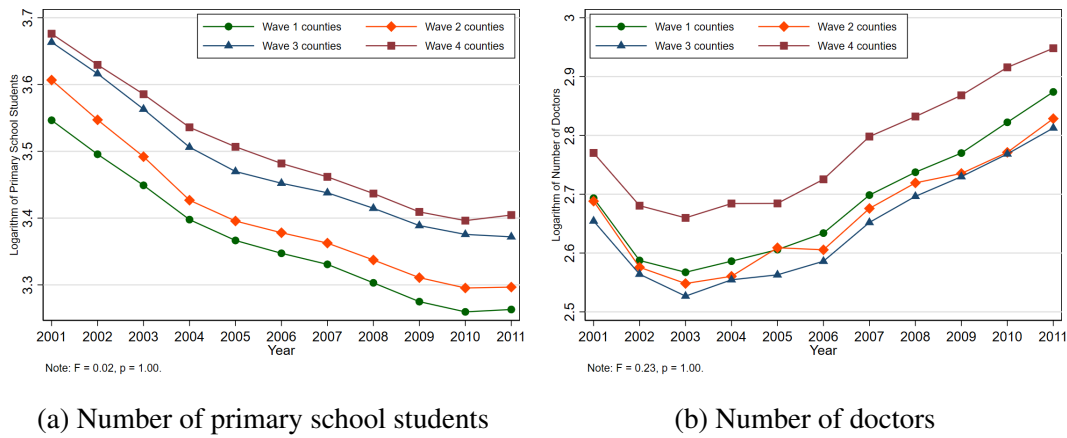 3.7
3.6
3.5
3.4
3.3
Logarithm of Primary School Students
Wave 1 counties
Wave 2 counties
Wave 3 counties
Wave 4 counties
2001 2002 2003 2004 2005 2006 2007 2008 2009 2010 2011
Year
Note: F = 0.02, p = 1.00.
(a) Number of primary school students
3
2.9
2.8
2.7
2.6
2.5
Logarithm of Number of Doctors
Wave 1 counties
Wave 2 counties
Wave 3 counties
Wave 4 counties
2001 2002 2003 2004 2005 2006 2007 2008 2009 2010 2011
Year
Note: F = 0.23, p = 1.00.
(b) Number of doctors